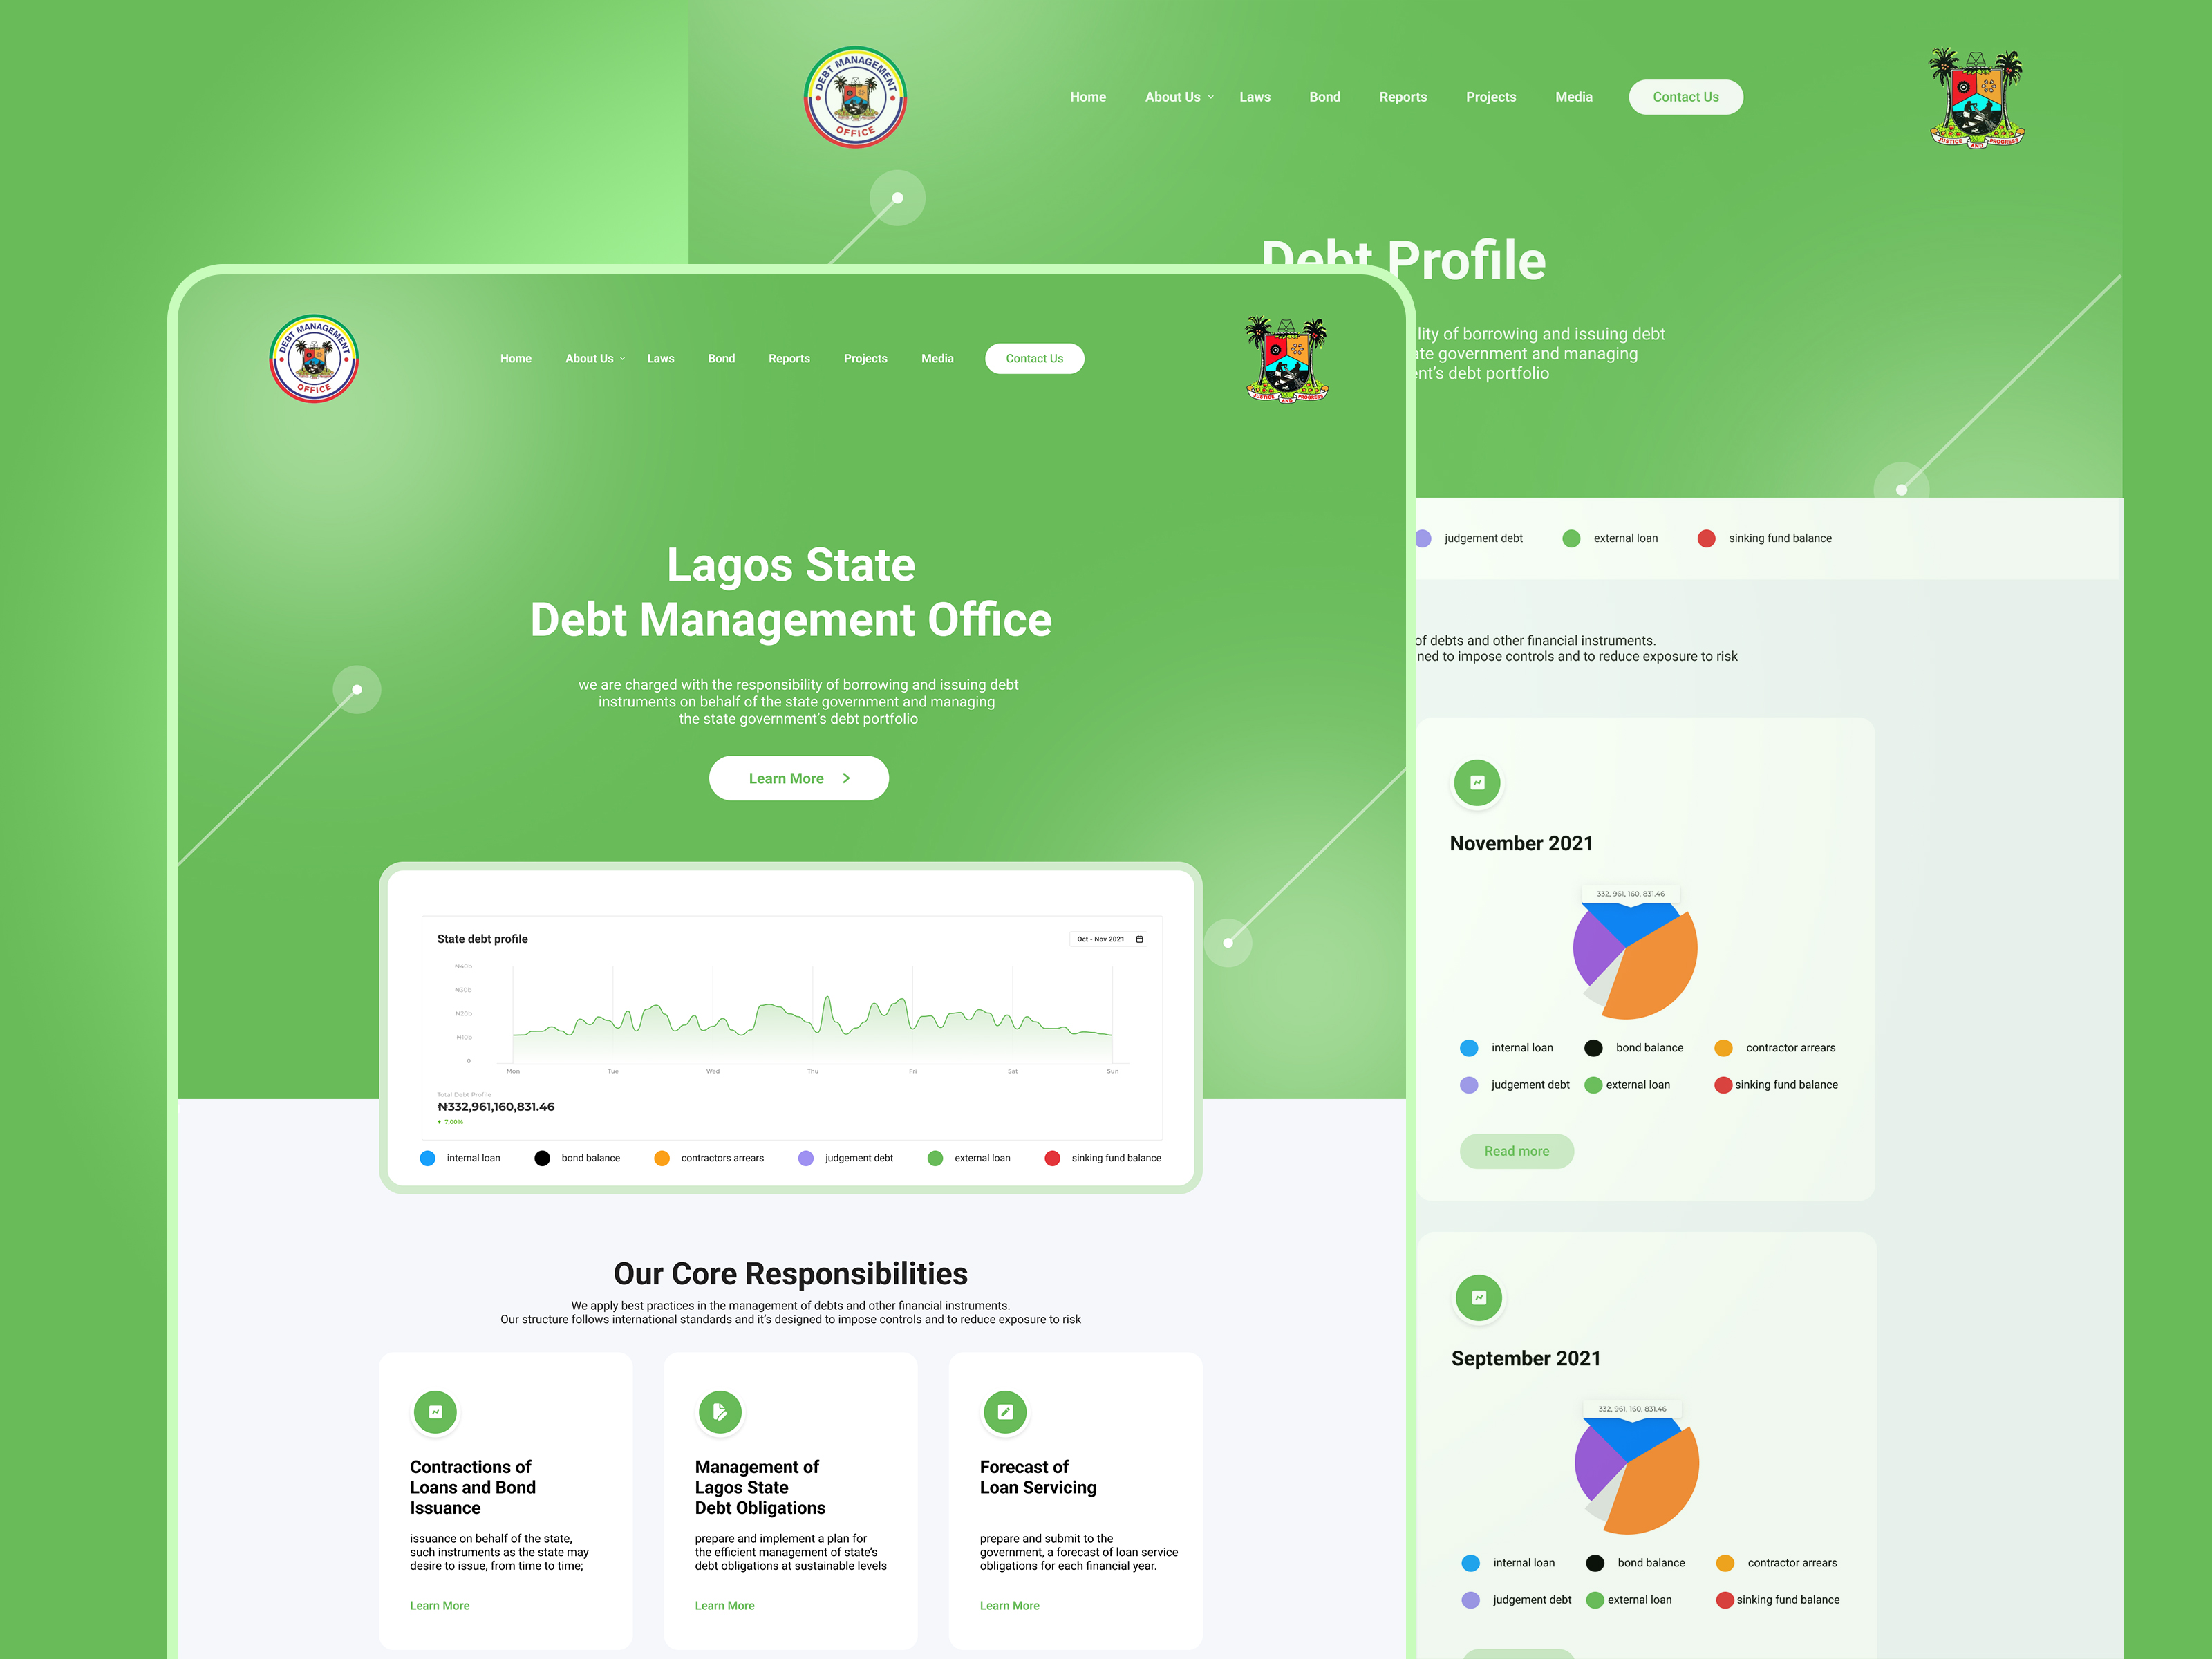 DEBT MANAGEMENT
OFFICE
Home
About Us
Laws
Bond
Reports
Projects
Media
Contact Us
JUSTICE AND PROGRESS
Debt Profile
lity of borrowing and issuing debt
ate government and managing
ent's debt portfolio
judgement debt
external loan
sinking fund balance
of debts and other financial instruments.
ned to impose controls and to reduce exposure to risk
November 2021
332, 961, 160, 831.46
internal loan
bond balance
contractor arrears
judgement debt
external loan
sinking fund balance
Read more
September 2021
332, 961, 160, 831.46
internal loan
bond balance
contractor arrears
judgement debt
external loan
sinking fund balance
DEBT MANAGEMENT
OFFICE
Home
About Us
Laws
Bond
Reports
Projects
Media
Contact Us
JUSTICE AND PROGRESS
Lagos State
Debt Management Office
we are charged with the responsibility of borrowing and issuing debt
instruments on behalf of the state government and managing
the state government's debt portfolio
Learn More
State debt profile
Oct - Nov 2021
₦40b
₦30b
₦20b
₦10b
0
Mon
Tue
Wed
Thu
Fri
Sat
Sun
Total Debt Profile
₦332,961,160,831.46
7.00%
internal loan
bond balance
contractors arrears
judgement debt
external loan
sinking fund balance
Our Core Responsibilities
We apply best practices in the management of debts and other financial instruments.
Our structure follows international standards and it's designed to impose controls and to reduce exposure to risk
Contractions of
Loans and Bond
Issuance
issuance on behalf of the state,
such instruments as the state may
desire to issue, from time to time;
Learn More
Management of
Lagos State
Debt Obligations
prepare and implement a plan for
the efficient management of state's
debt obligations at sustainable levels
Learn More
Forecast of
Loan Servicing
prepare and submit to the
government, a forecast of loan service
obligations for each financial year.
Learn More